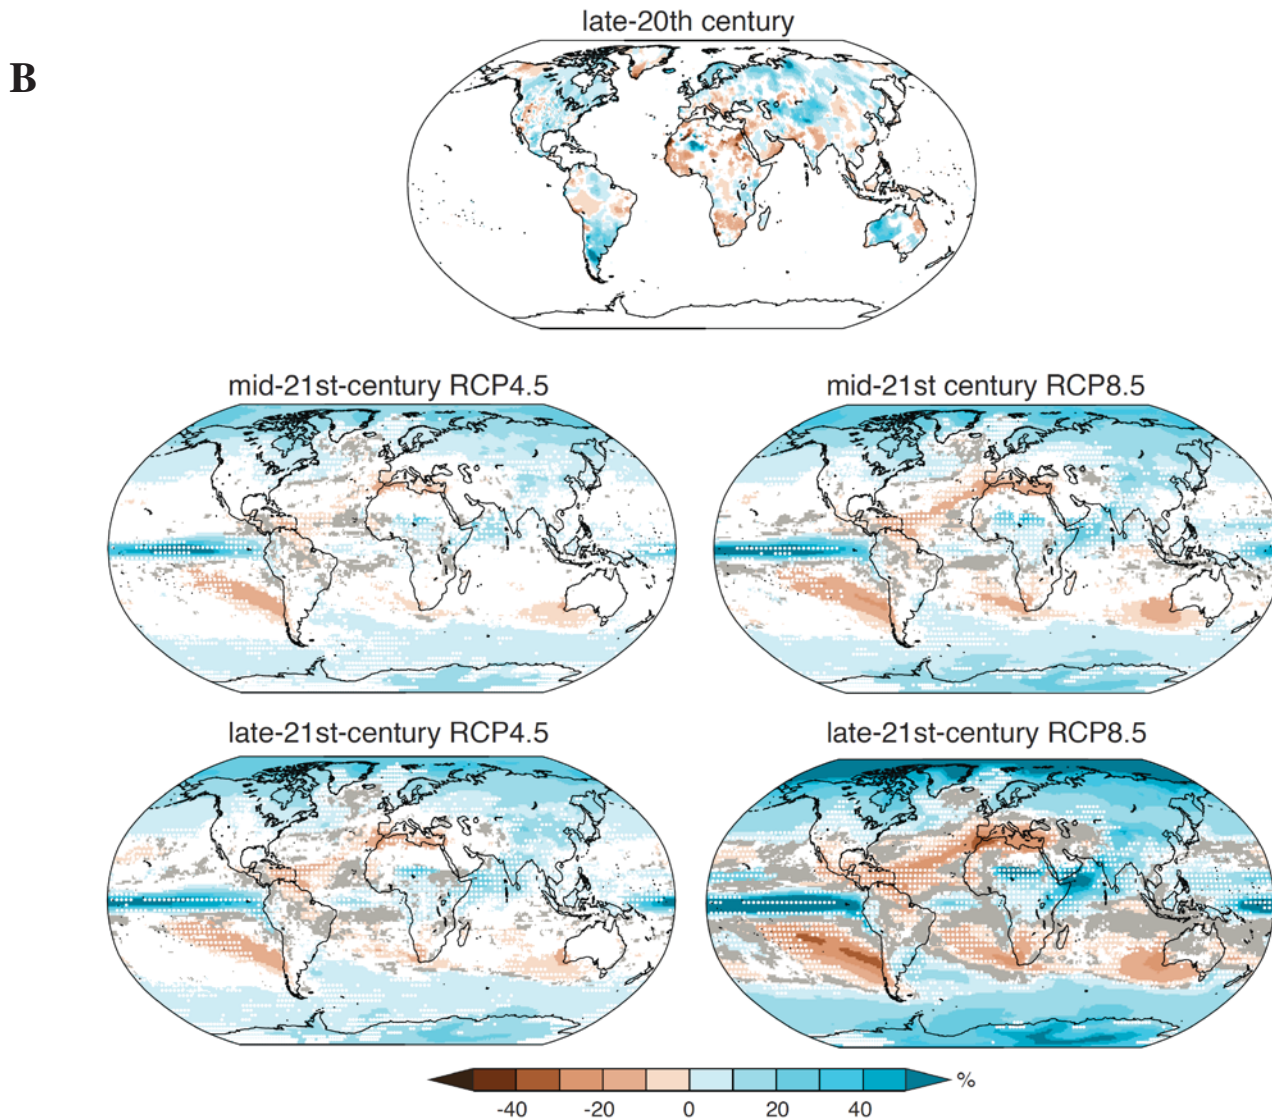 late-20th century
B
mid-21st-century RCP4.5
mid-21st century RCP8.5
late-21st-century RCP4.5
late-21st-century RCP8.5
%
-40 -20 0 20 40